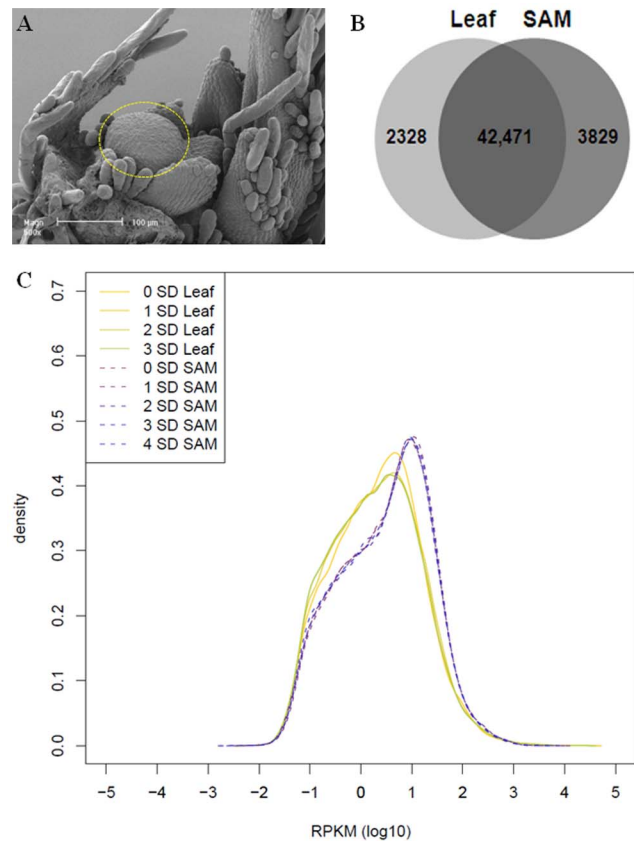 A
Magn
500x
100 µm
B
Leaf SAM
2328 42,471 3829
C
0.7
0.6
0.5
0.4
0.3
0.2
0.1
0.0
density
0 SD Leaf
1 SD Leaf
2 SD Leaf
3 SD Leaf
0 SD SAM
1 SD SAM
2 SD SAM
3 SD SAM
4 SD SAM
−5 −4 −3 −2 −1 0 1 2 3 4 5
RPKM (log10)